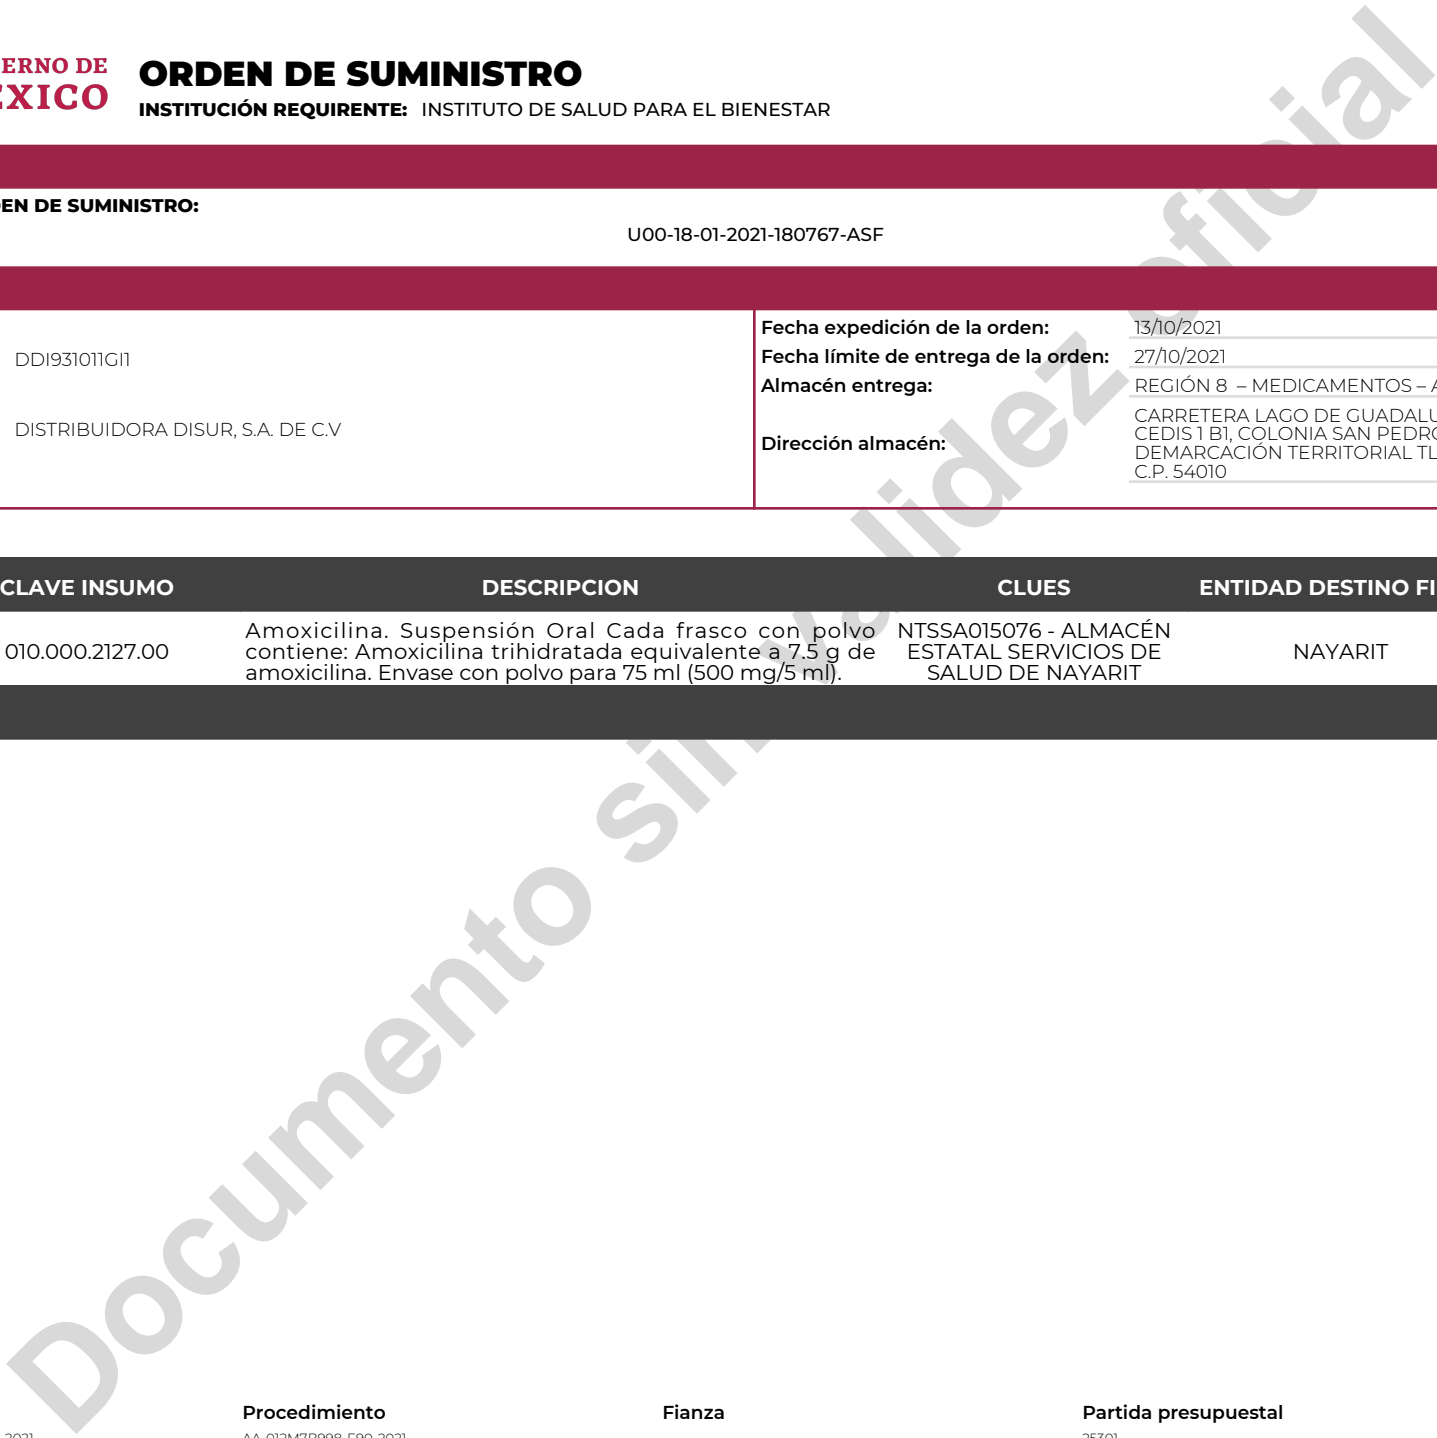 ERNO DE
ÉXICO
ORDEN DE SUMINISTRO
INSTITUCIÓN REQUIRENTE: INSTITUTO DE SALUD PARA EL BIENESTAR
EN DE SUMINISTRO:
U00-18-01-2021-180767-ASF
DDI931011GI1
DISTRIBUIDORA DISUR, S.A. DE C.V
Fecha expedición de la orden: 13/10/2021
Fecha límite de entrega de la orden: 27/10/2021
Almacén entrega: REGIÓN 8 – MEDICAMENTOS – A
Dirección almacén:
CARRETERA LAGO DE GUADALU
CEDIS 1 B1, COLONIA SAN PEDRO
DEMARCACIÓN TERRITORIAL TL
C.P. 54010
CLAVE INSUMO DESCRIPCION CLUES ENTIDAD DESTINO FI
010.000.2127.00
Amoxicilina. Suspensión Oral Cada frasco con polvo
contiene: Amoxicilina trihidratada equivalente a 7.5 g de
amoxicilina. Envase con polvo para 75 ml (500 mg/5 ml).
NTSSA015076 - ALMACÉN
ESTATAL SERVICIOS DE
SALUD DE NAYARIT
NAYARIT
Documento sin validez oficial
Procedimiento Fianza Partida presupuestal